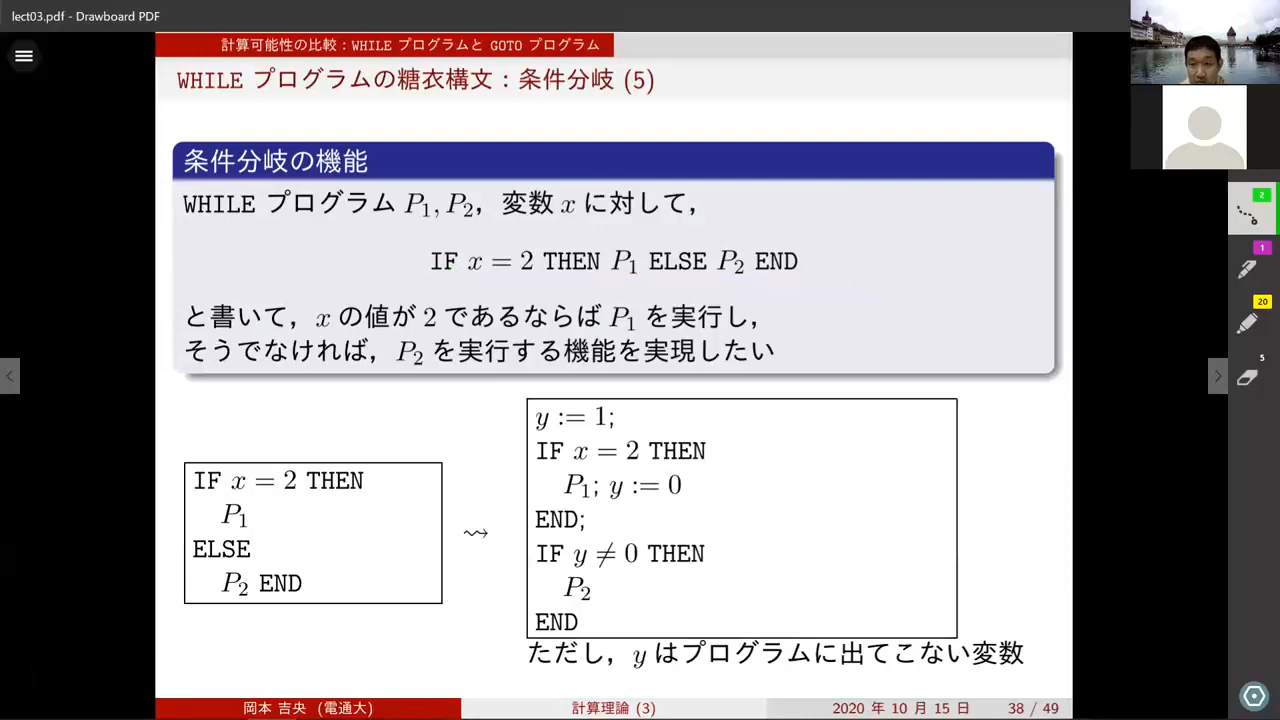 lect03.pdf - Drawboard PDF
計算可能性の比較：WHILE プログラムと GOTO プログラム
WHILE プログラムの糖衣構文：条件分岐 (5)
条件分岐の機能
WHILE プログラム P₁, P₂，変数 x に対して，
IF x = 2 THEN P₁ ELSE P₂ END
と書いて，x の値が 2 であるならば P₁ を実行し，
そうでなければ，P₂ を実行する機能を実現したい
IF x = 2 THEN
P₁
ELSE
P₂ END
⇝
y := 1;
IF x = 2 THEN
P₁; y := 0
END;
IF y ≠ 0 THEN
P₂
END
ただし，y はプログラムに出てこない変数
岡本 吉央 (電通大)
計算理論 (3)
2020 年 10 月 15 日
38 / 49
2
1
20
5